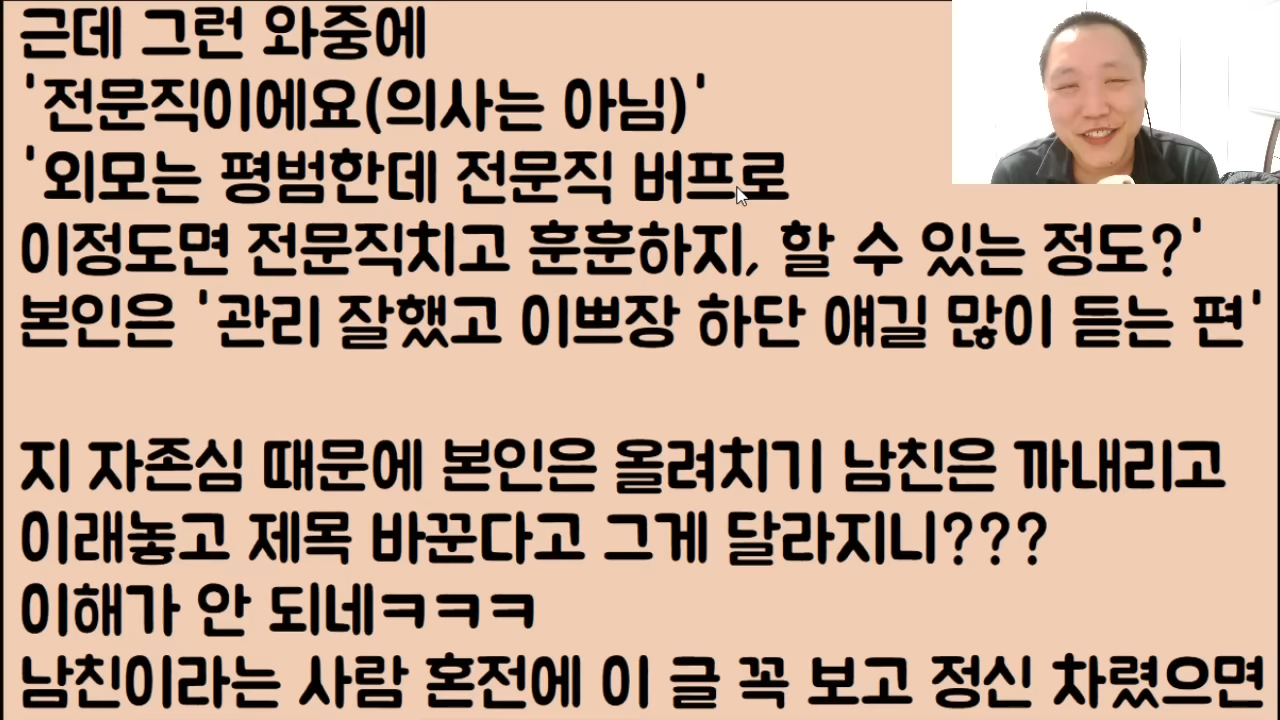 근데 그런 와중에
'전문직이에요(의사는 아님)'
'외모는 평범한데 전문직 버프로
이정도면 전문직치고 훈훈하지, 할 수 있는 정도?'
본인은 '관리 잘했고 이쁘장 하단 얘길 많이 듣는 편'
지 자존심 때문에 본인은 올려치기 남친은 까내리고
이래놓고 제목 바꾼다고 그게 달라지니???
이해가 안 되네ㅋㅋㅋ
남친이라는 사람 혼전에 이 글 꼭 보고 정신 차렸으면